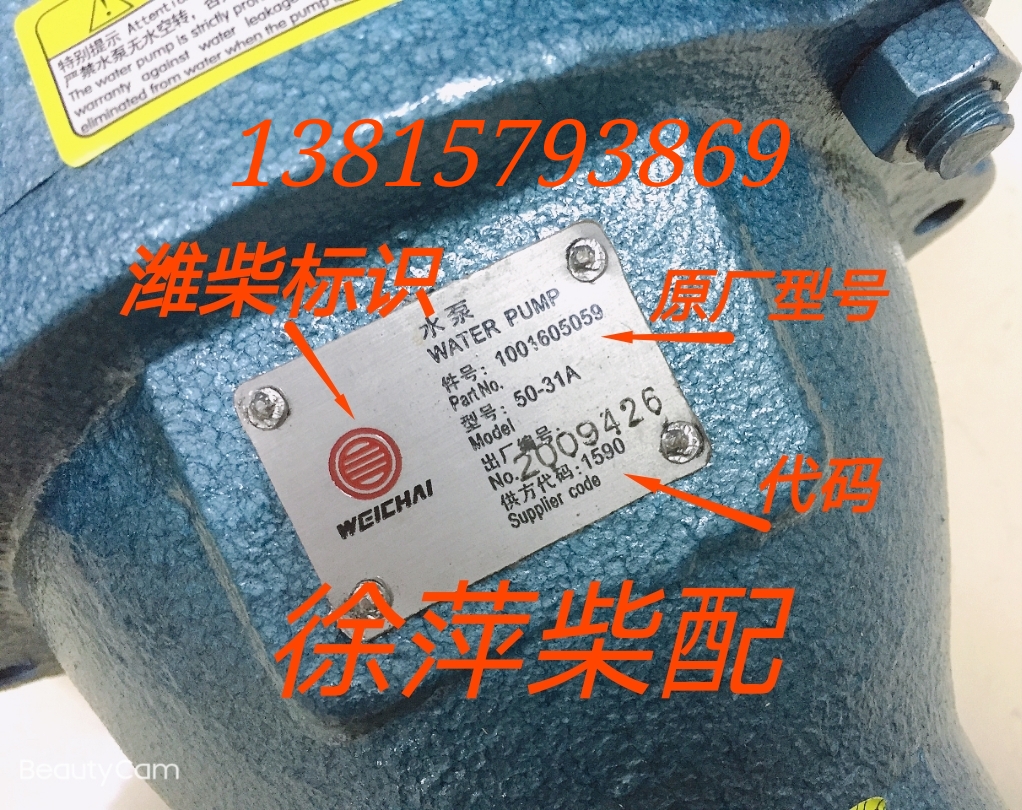 Attenti
特别提示
严禁水泵无水空转，
The water pump is strictly pro
warranty against water leakage
eliminated from water when the pump
13815793869
潍柴标识
原厂型号
水泵
WATER PUMP
件号：1001605059
Part No.
型号：50-31A
Model
出厂编号：
No. 2009426
供方代码:1590
Supplier code
WEICHAI
代码
徐萍柴配
BeautyCam